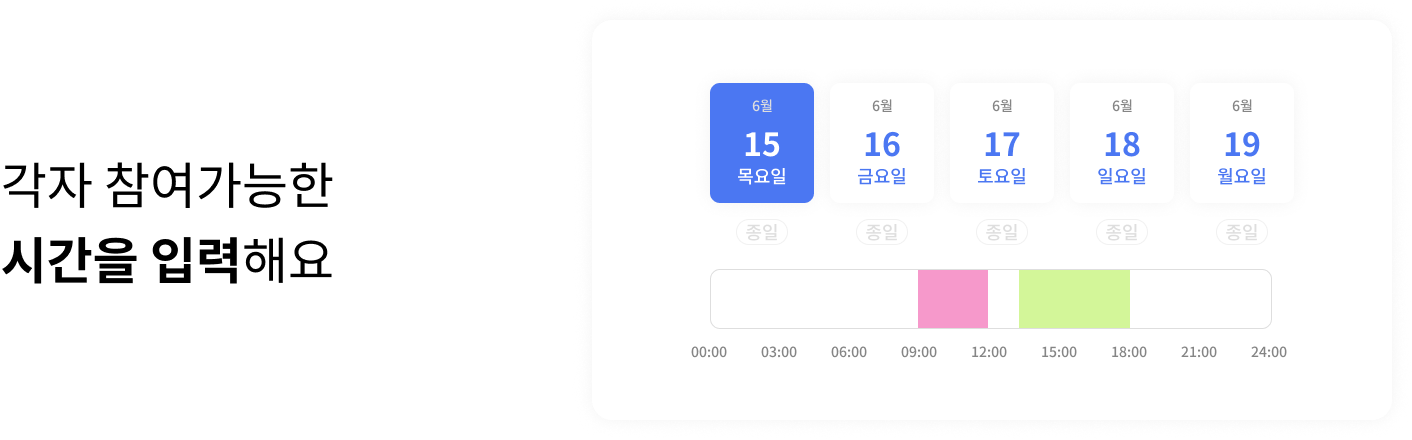 각자 참여가능한
시간을 입력해요
6월 6월 6월 6월 6월
15 16 17 18 19
목요일 금요일 토요일 일요일 월요일
종일 종일 종일 종일 종일
00:00 03:00 06:00 09:00 12:00 15:00 18:00 21:00 24:00